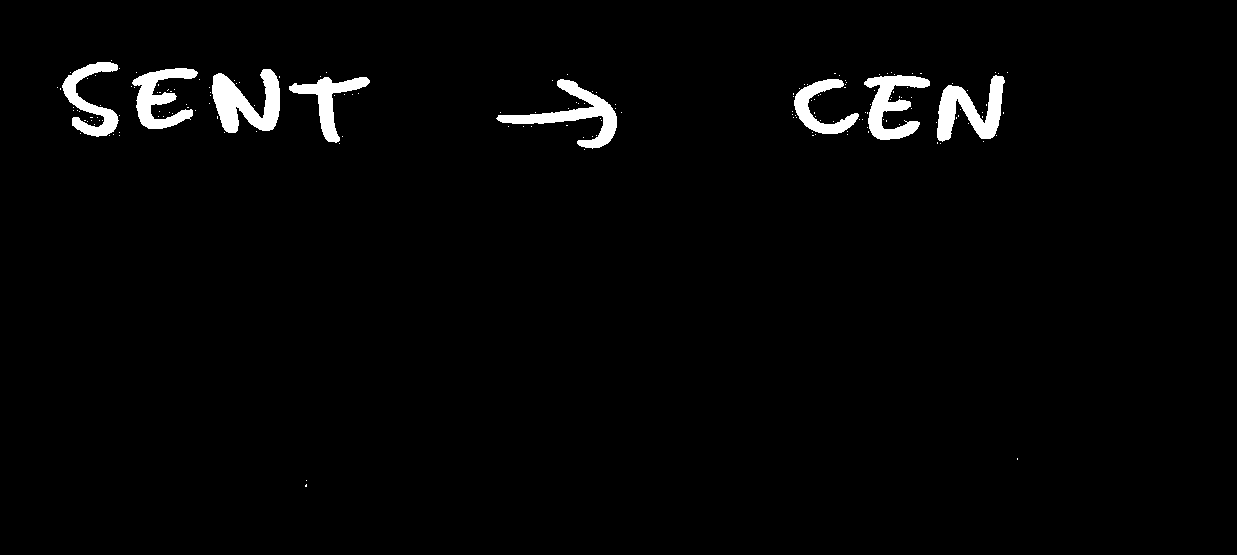 SENT → CEN